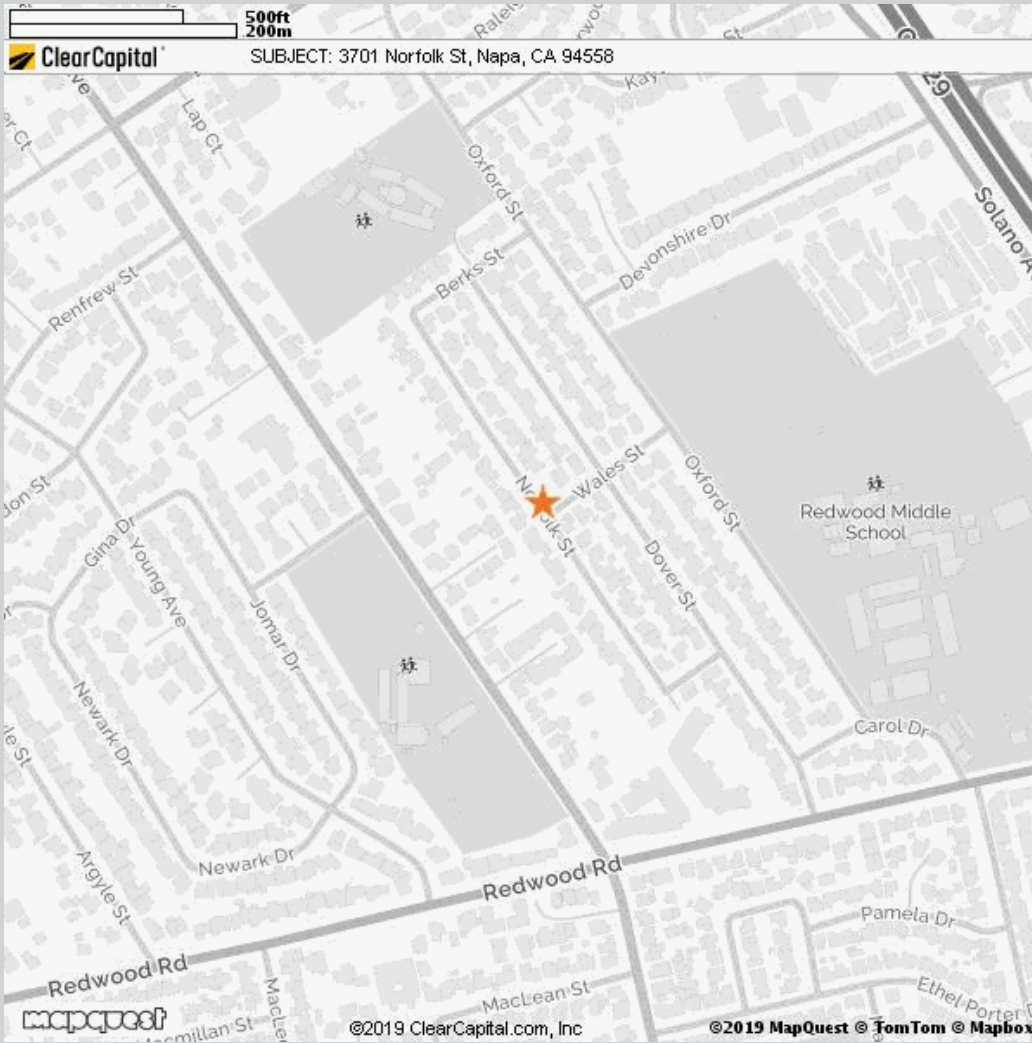 500ft
200m
ClearCapital
SUBJECT: 3701 Norfolk St, Napa, CA 94558
Lap Ct
Oxford St
Devonshire Dr
Solano
29
Berks St
Renfrew St
Wales St
Oxford St
Redwood Middle
School
Gina Dr
Young Ave
Jomar Dr
Dover St
Newark Dr
Carol Dr
Newark Dr
Argyle St
Redwood Rd
Pamela Dr
Redwood Rd
MacLean St
Ethel Porter
mapquest
©2019 ClearCapital.com, Inc
©2019 MapQuest © TomTom © Mapbox